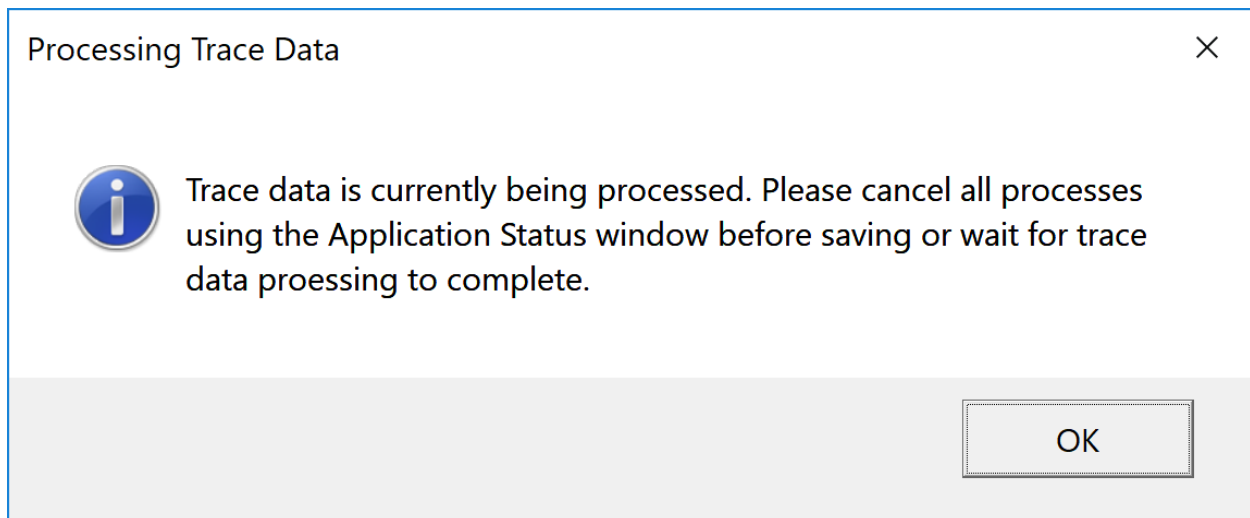 Processing Trace Data
Trace data is currently being processed. Please cancel all processes
using the Application Status window before saving or wait for trace
data proessing to complete.
OK